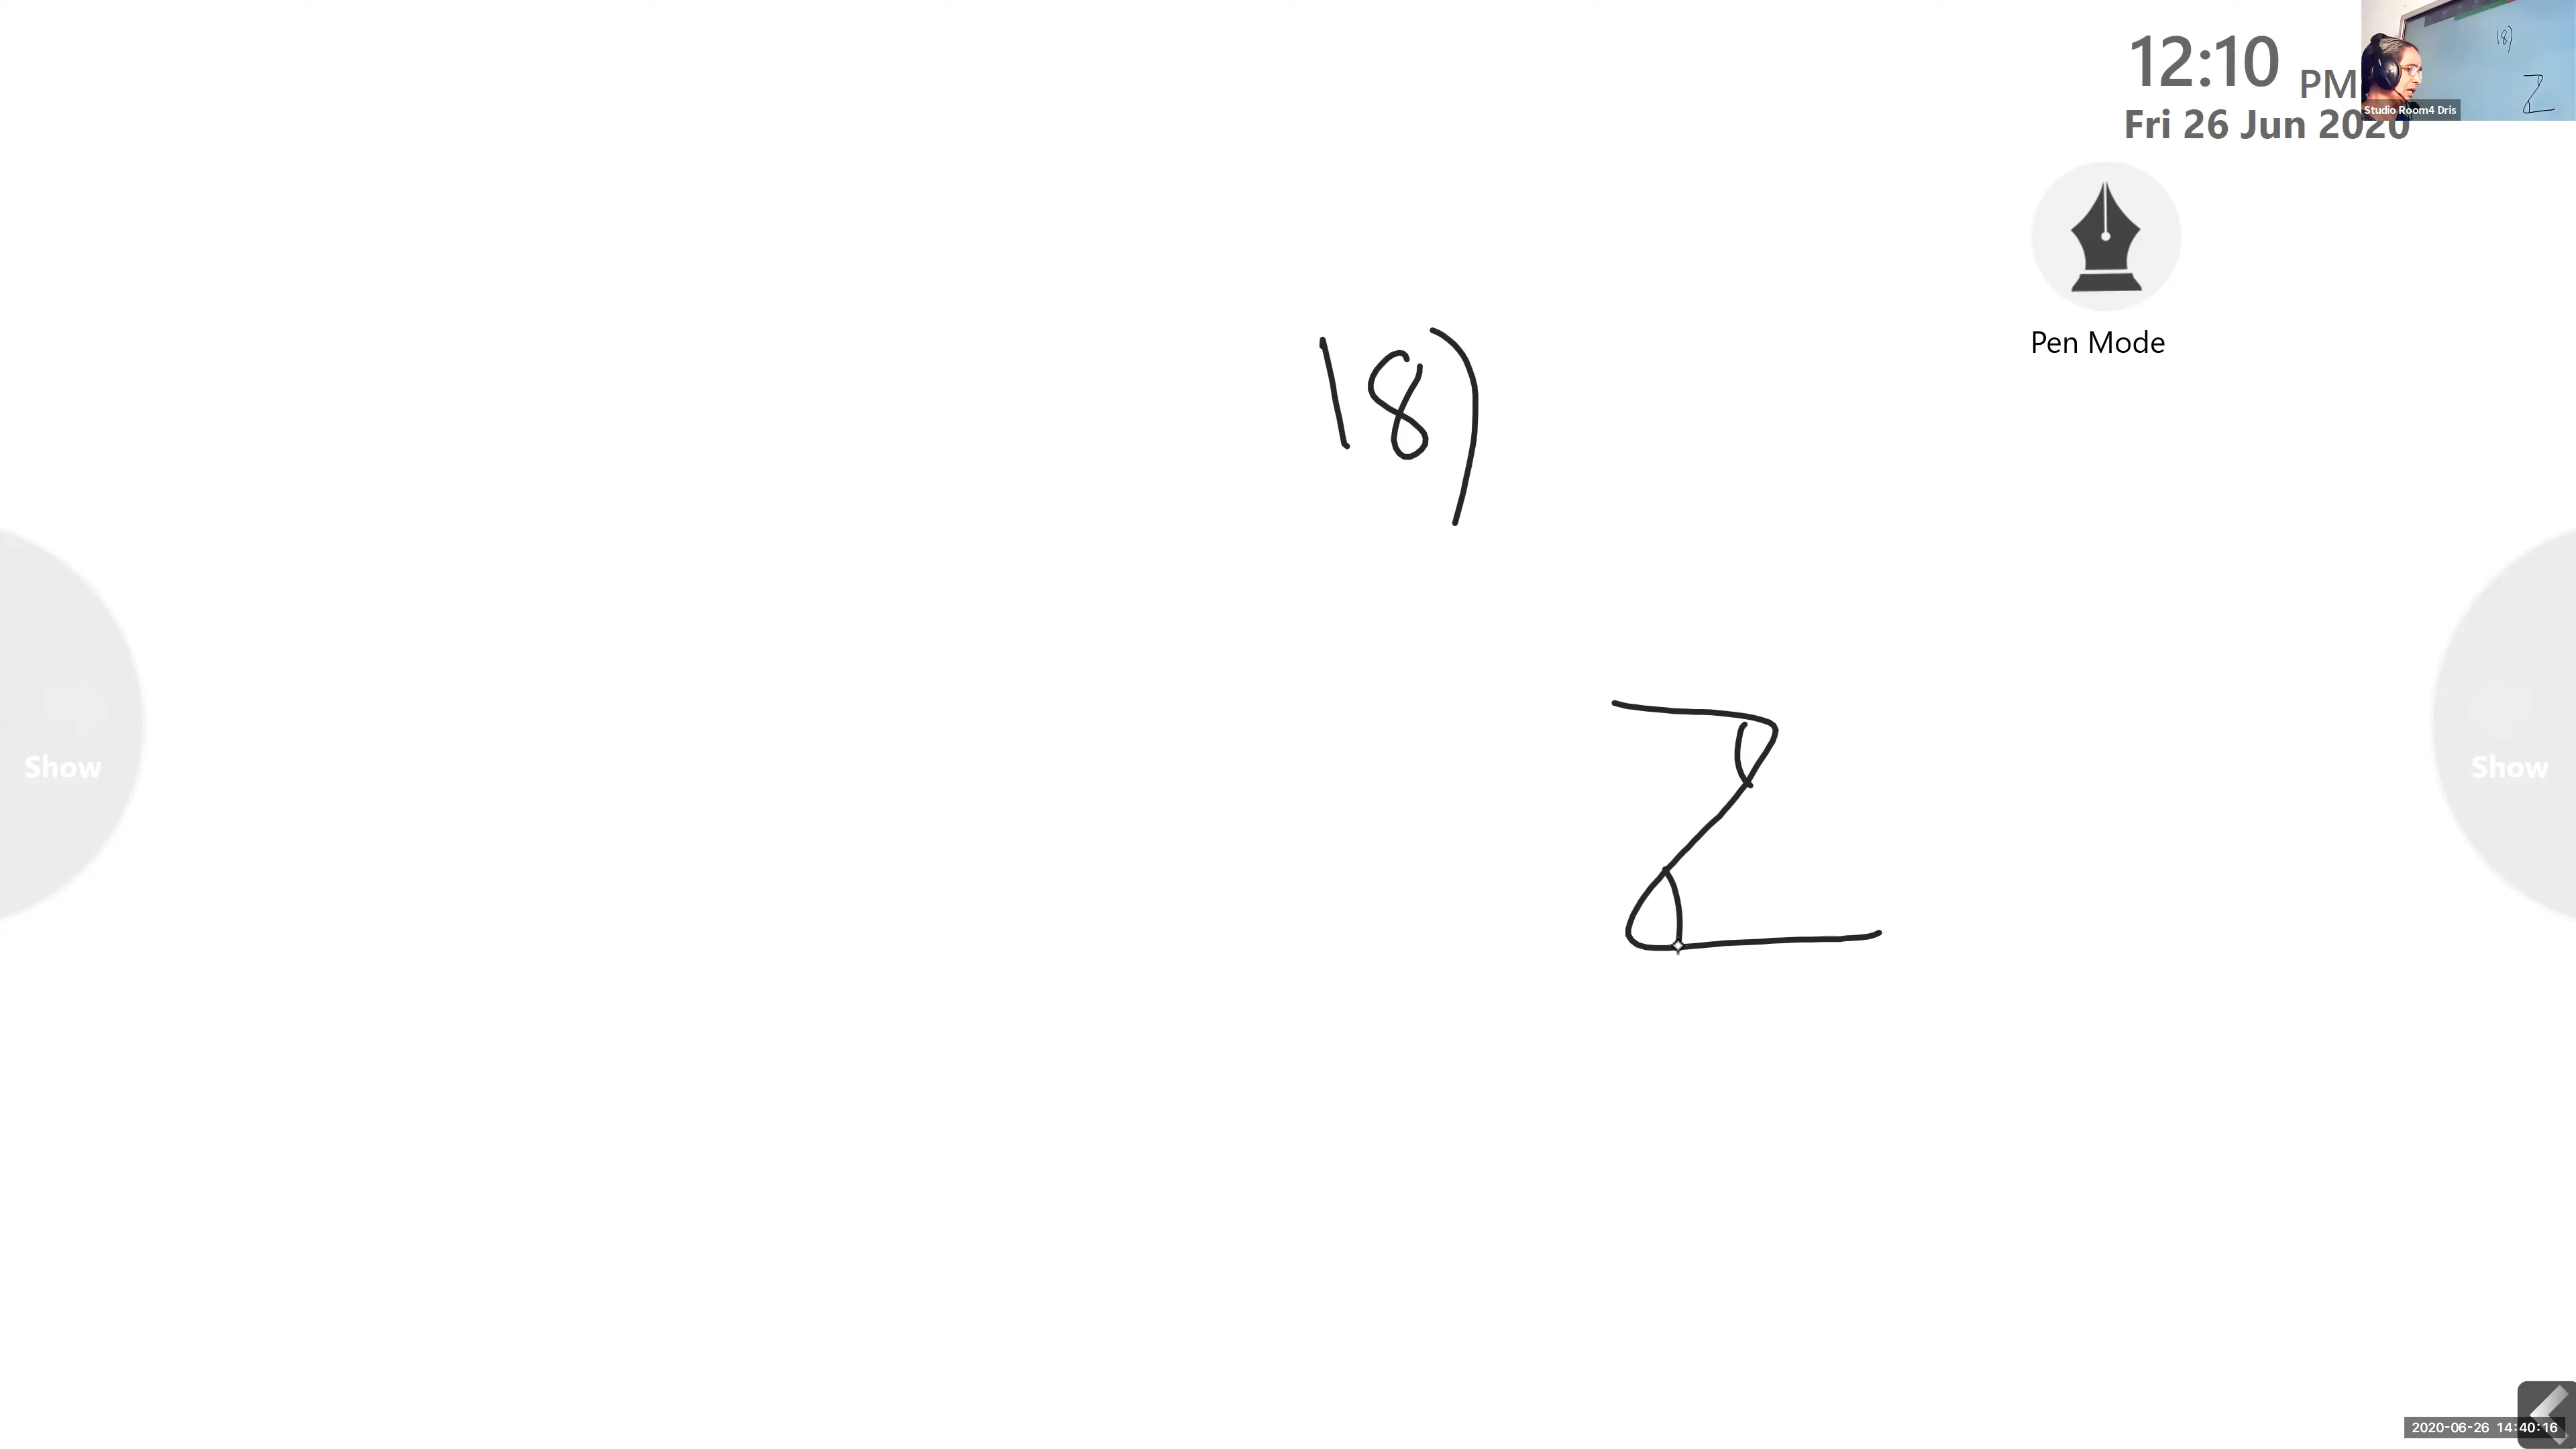 12:10 PM
Fri 26 Jun 2020
18)
Studio Room4 Dris
Pen Mode
18)
Z
Show
Show
2020-06-26 14:40:16